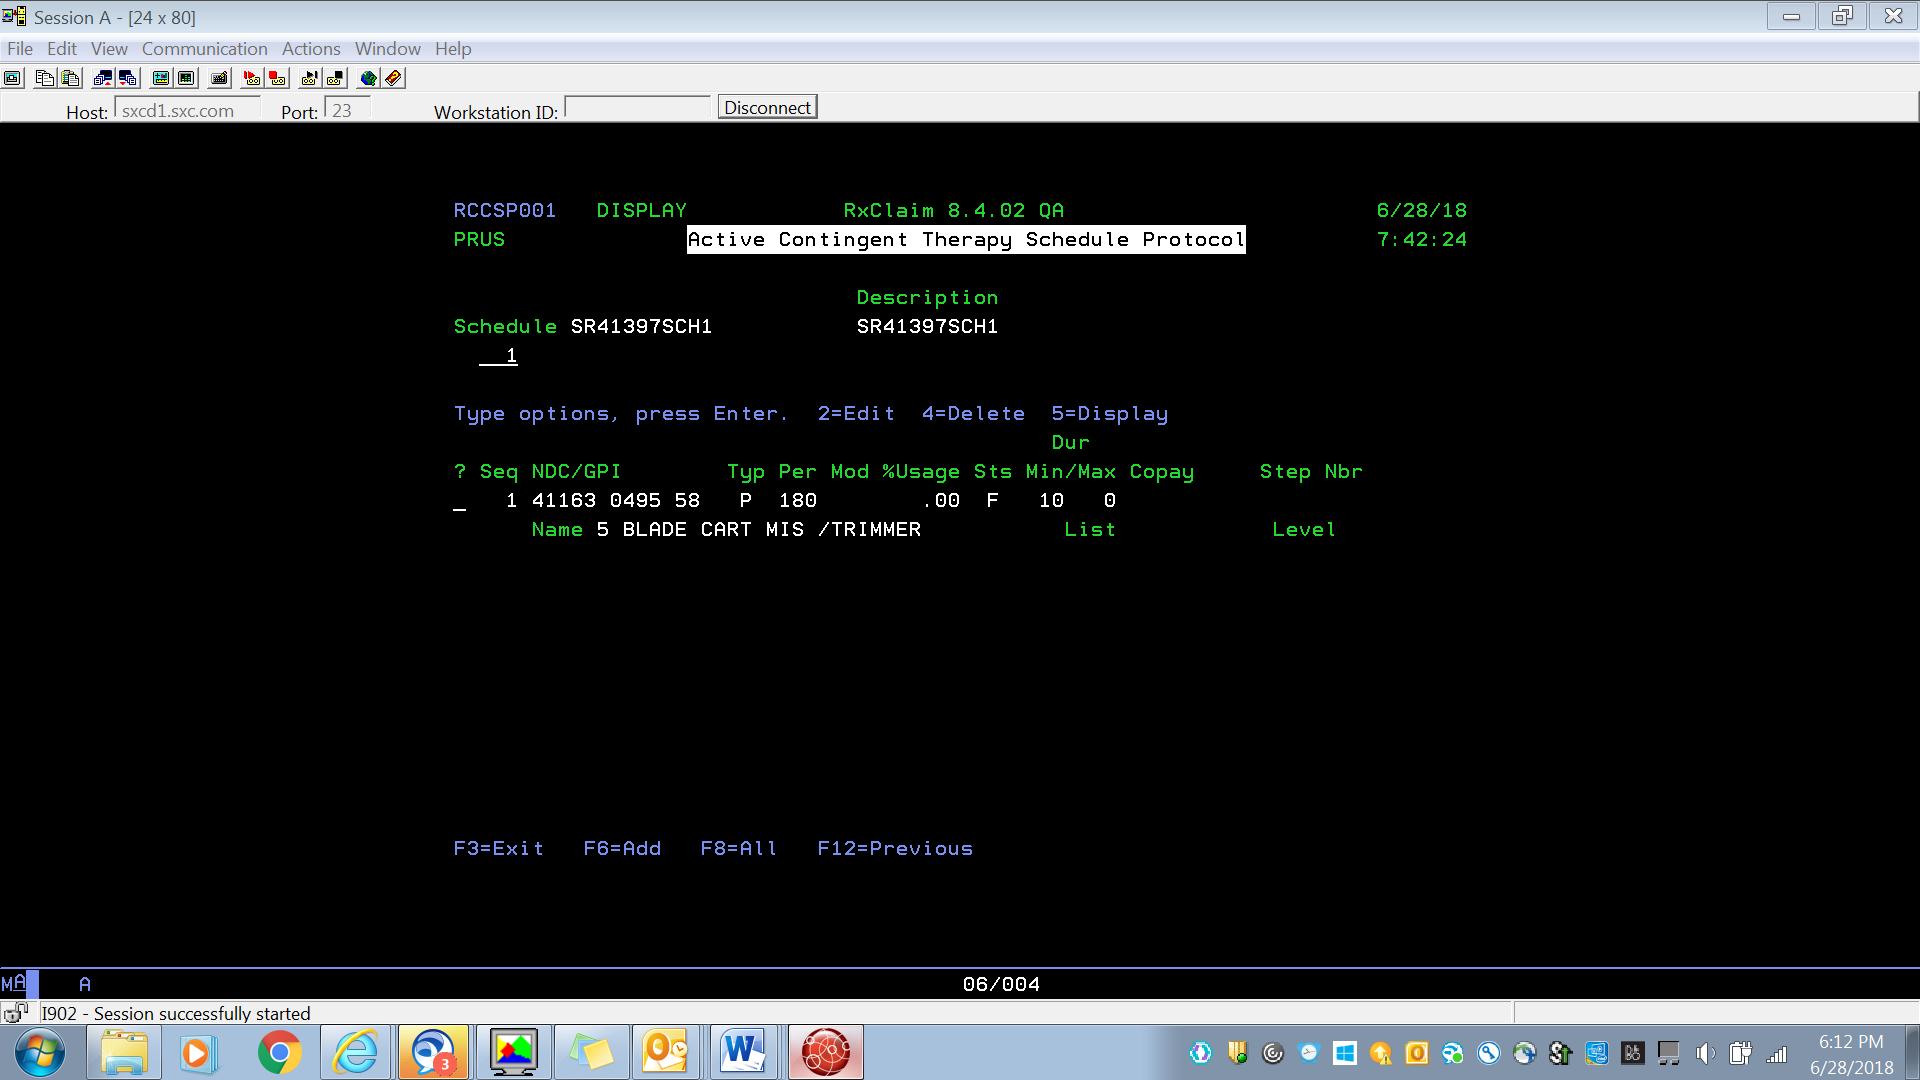 Session A - [24 x 80]
File Edit View Communication Actions Window Help
Host: sxcd1.sxc.com Port: 23 Workstation ID: Disconnect
RCCSP001 DISPLAY RxClaim 8.4.02 QA 6/28/18
PRUS Active Contingent Therapy Schedule Protocol 7:42:24
Description
Schedule SR41397SCH1 SR41397SCH1
1
Type options, press Enter. 2=Edit 4=Delete 5=Display
Dur
? Seq NDC/GPI Typ Per Mod %Usage Sts Min/Max Copay Step Nbr
_ 1 41163 0495 58 P 180 .00 F 10 0
Name 5 BLADE CART MIS /TRIMMER List Level
F3=Exit F6=Add F8=All F12=Previous
MA A 06/004
I902 - Session successfully started
3
6:12 PM
6/28/2018